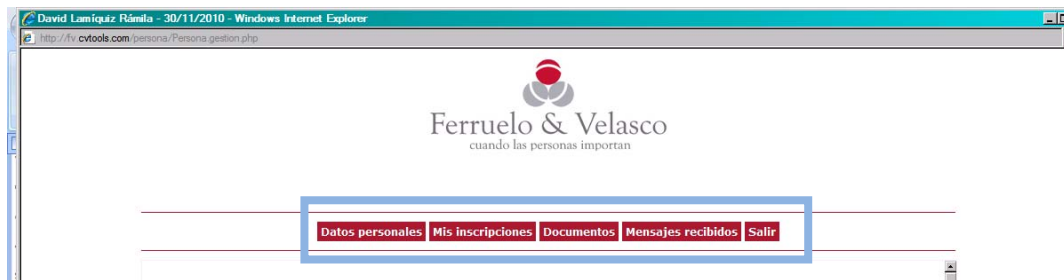 David Lamíquiz Rámila - 30/11/2010 - Windows Internet Explorer
http://fv.cvtools.com/persona/Persona.gestion.php
Ferruelo & Velasco
cuando las personas importan
Datos personales Mis inscripciones Documentos Mensajes recibidos Salir